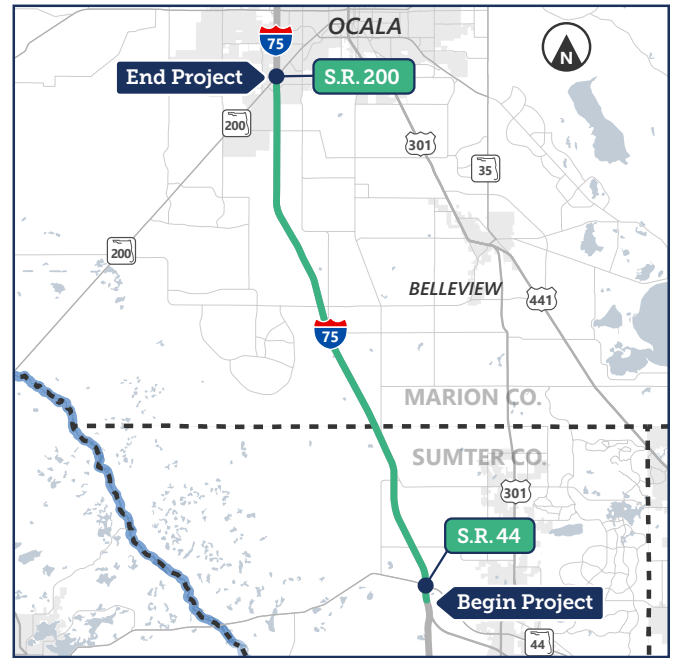 OCALA
75
N
End Project
S.R. 200
200
301
35
200
BELLEVIEW
441
75
MARION CO.
SUMTER CO.
301
S.R. 44
Begin Project
44